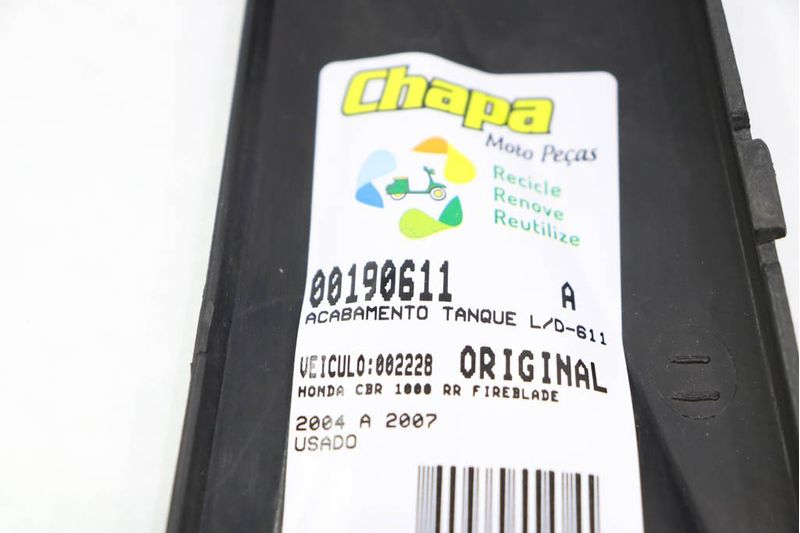 Chapa
Moto Peças
Recicle
Renove
Reutilize
00190611 A
ACABAMENTO TANQUE L/D-611
VEICULO:002228 ORIGINAL
HONDA CBR 1000 RR FIREBLADE
2004 A 2007
USADO